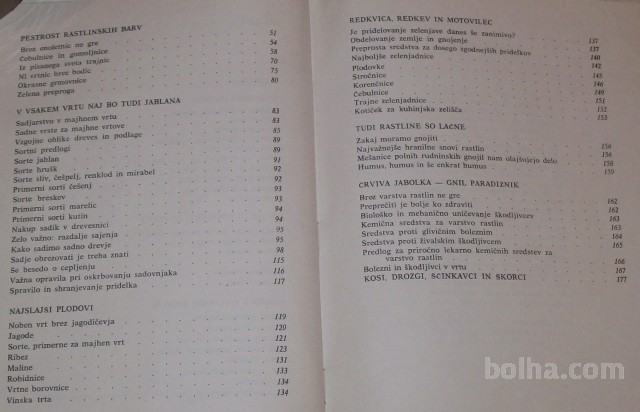 PESTROST RASTLINSKIH BARV
Brez enoletnic ne gre 51
Čebulnice in gomoljnice 54
Iz pisanega sveta trajnic 58
Ni vrtnic brez bodic 70
Okrasne grmovnice 75
Zelena preproga 80
V VSAKEM VRTU NAJ BO TUDI JABLANA
Sadjarstvo v majhnem vrtu 83
Sadne vrste za majhne vrtove 83
Vzgojne oblike dreves in podlage 85
Sortni predlogi 89
Sorte jablan 89
Sorte hrušk 91
Sorte sliv, češpelj, renklod in mirabel 92
Primerni sorti češenj 92
Sorte breskev 93
Primerni sorti marelic 93
Primerni sorti kutin 94
Nakup sadik v drevesnici 94
Zelo važno: razdalje sajenja 95
Kako sadimo sadno drevje 95
Sadje obrezovati je treba znati 98
Še besedo o cepljenju 115
Važna opravila pri oskrbovanju sadovnjaka 116
Spravilo in shranjevanje pridelka 117
NAJSLAJŠI PLODOVI
Noben vrt brez jagodičevja 119
Jagode 120
Sorte, primerne za majhen vrt 121
Ribez 123
Maline 131
Robidnice 133
Vrtne borovnice 134
Vinska trta 134
REDKVICA, REDKEV IN MOTOVILEC
Je pridelovanje zelenjave danes še zanimivo? 137
Obdelovanje zemlje in gnojenje 137
Preprosta sredstva za dosego zgodnejših pridelkov 140
Najboljše zelenjadnice 142
Plodovke 145
Stročnice 146
Korenčnice 149
Čebulnice 151
Trajne zelenjadnice 152
Kotiček za kuhinjska zelišča 153
TUDI RASTLINE SO LAČNE
Zakaj moramo gnojiti 154
Najvažnejše hranilne snovi rastlin 154
Mešanice polnih rudninskih gnojil nam olajšujejo delo 158
Humus, humus in še enkrat humus 159
ČRVIVA JABOLKA — GNIL PARADIŽNIK
Brez varstva rastlin ne gre 162
Preprečiti je bolje ko zdraviti 162
Biološko in mehanično uničevanje škodljivcev 163
Kemična sredstva za varstvo rastlin 163
Sredstva proti glivičnim boleznim 164
Sredstva proti živalskim škodljivcem 165
Predlog za priročno lekarno kemičnih sredstev za
varstvo rastlin 166
Bolezni in škodljivci v vrtu 167
KOSI, DROZGI, ŠČINKAVCI IN ŠKORCI 177
bolha.com